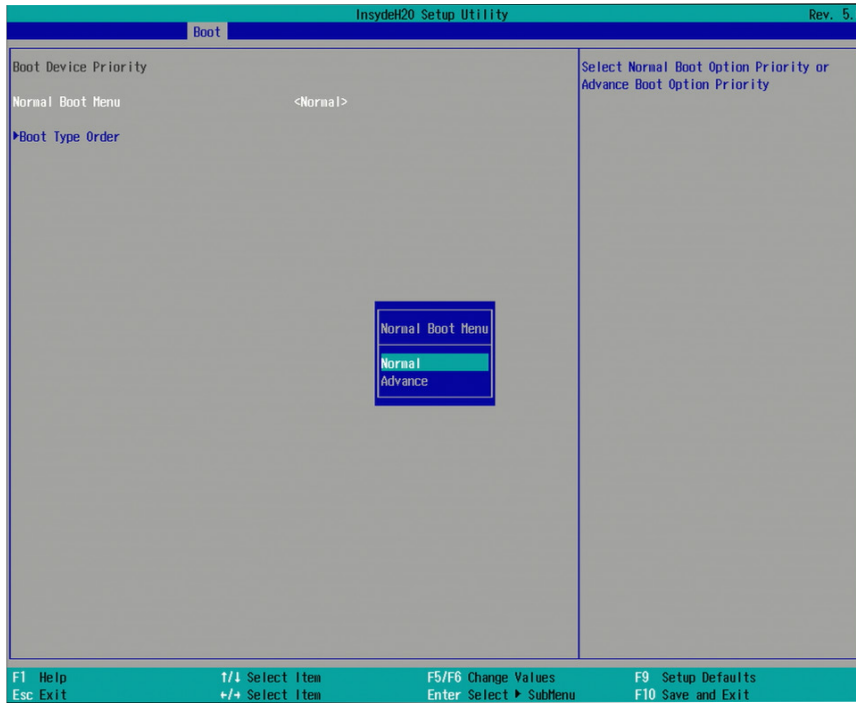 InsydeH20 Setup Utility Rev. 5.
Boot
Boot Device Priority
Normal Boot Menu <Normal>
▶Boot Type Order
Select Normal Boot Option Priority or
Advance Boot Option Priority
Normal Boot Menu
Normal
Advance
F1 Help ↑/↓ Select Item F5/F6 Change Values F9 Setup Defaults
Esc Exit ←/→ Select Item Enter Select ▶ SubMenu F10 Save and Exit